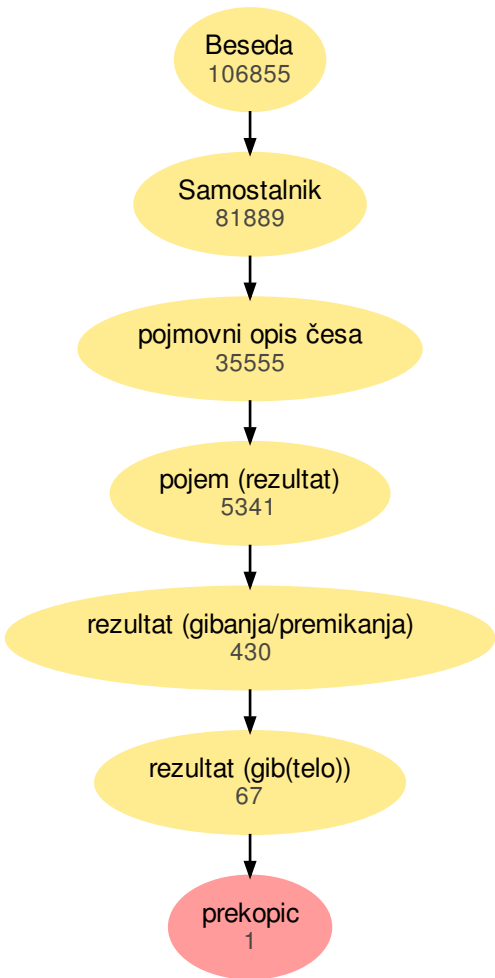 Beseda
106855
Samostalnik
81889
pojmovni opis česa
35555
pojem (rezultat)
5341
rezultat (gibanja/premikanja)
430
rezultat (gib(telo))
67
prekopic
1